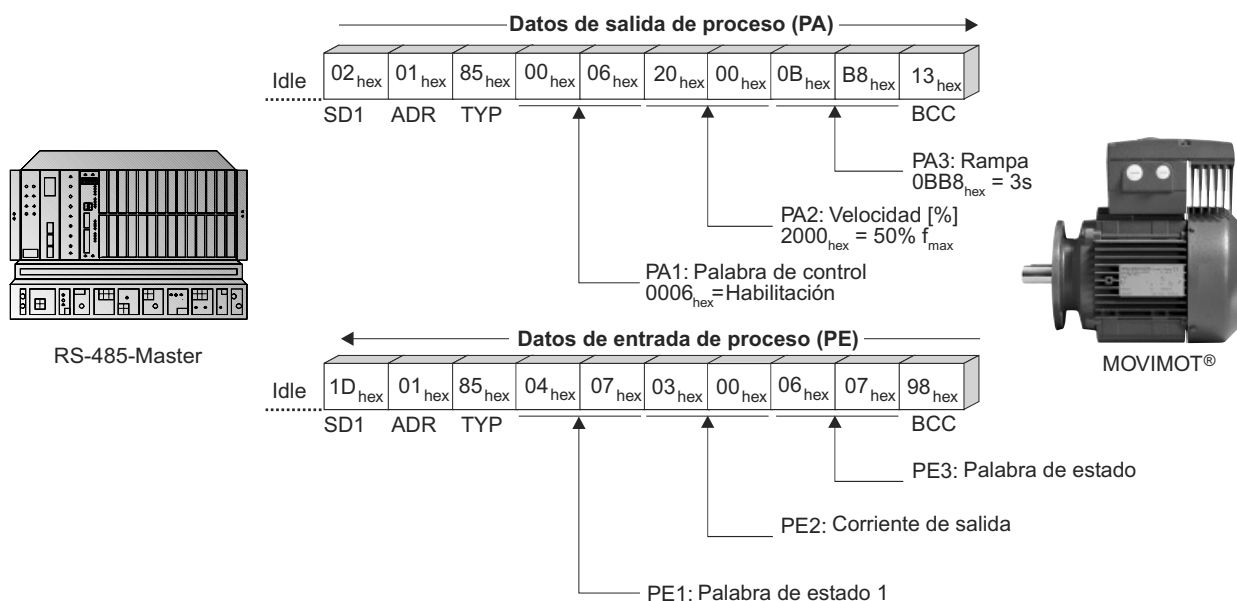 Datos de salida de proceso (PA)
Idle
02hex 01hex 85hex 00hex 06hex 20hex 00hex 0Bhex B8hex 13hex
SD1 ADR TYP BCC
PA3: Rampa
0BB8hex = 3s
PA2: Velocidad [%]
2000hex = 50% fmax
PA1: Palabra de control
0006hex=Habilitación
RS-485-Master
MOVIMOT®
Datos de entrada de proceso (PE)
Idle
1Dhex 01hex 85hex 04hex 07hex 03hex 00hex 06hex 07hex 98hex
SD1 ADR TYP BCC
PE3: Palabra de estado
PE2: Corriente de salida
PE1: Palabra de estado 1